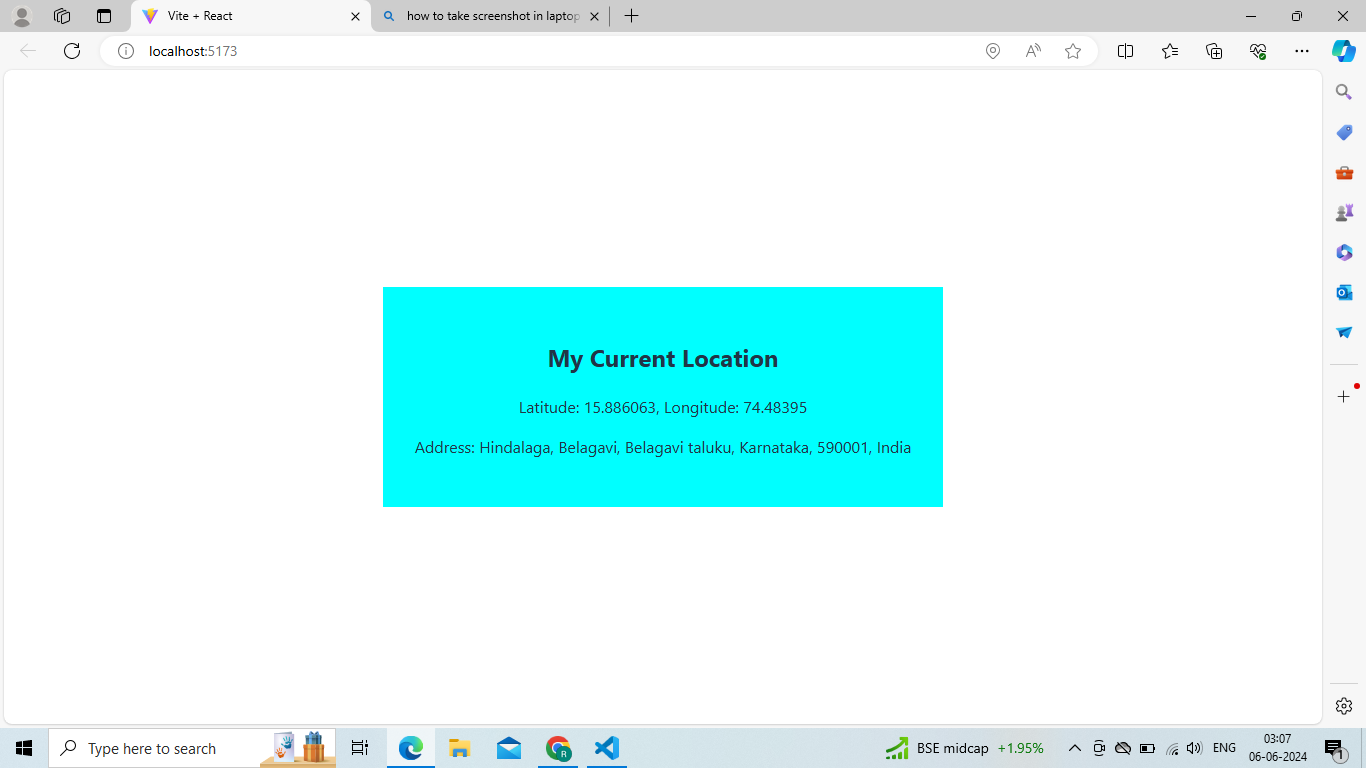 Vite + React
how to take screenshot in laptop
localhost:5173
My Current Location
Latitude: 15.886063, Longitude: 74.48395
Address: Hindalaga, Belagavi, Belagavi taluku, Karnataka, 590001, India
Type here to search
BSE midcap +1.95%
ENG
03:07
06-06-2024
1
R